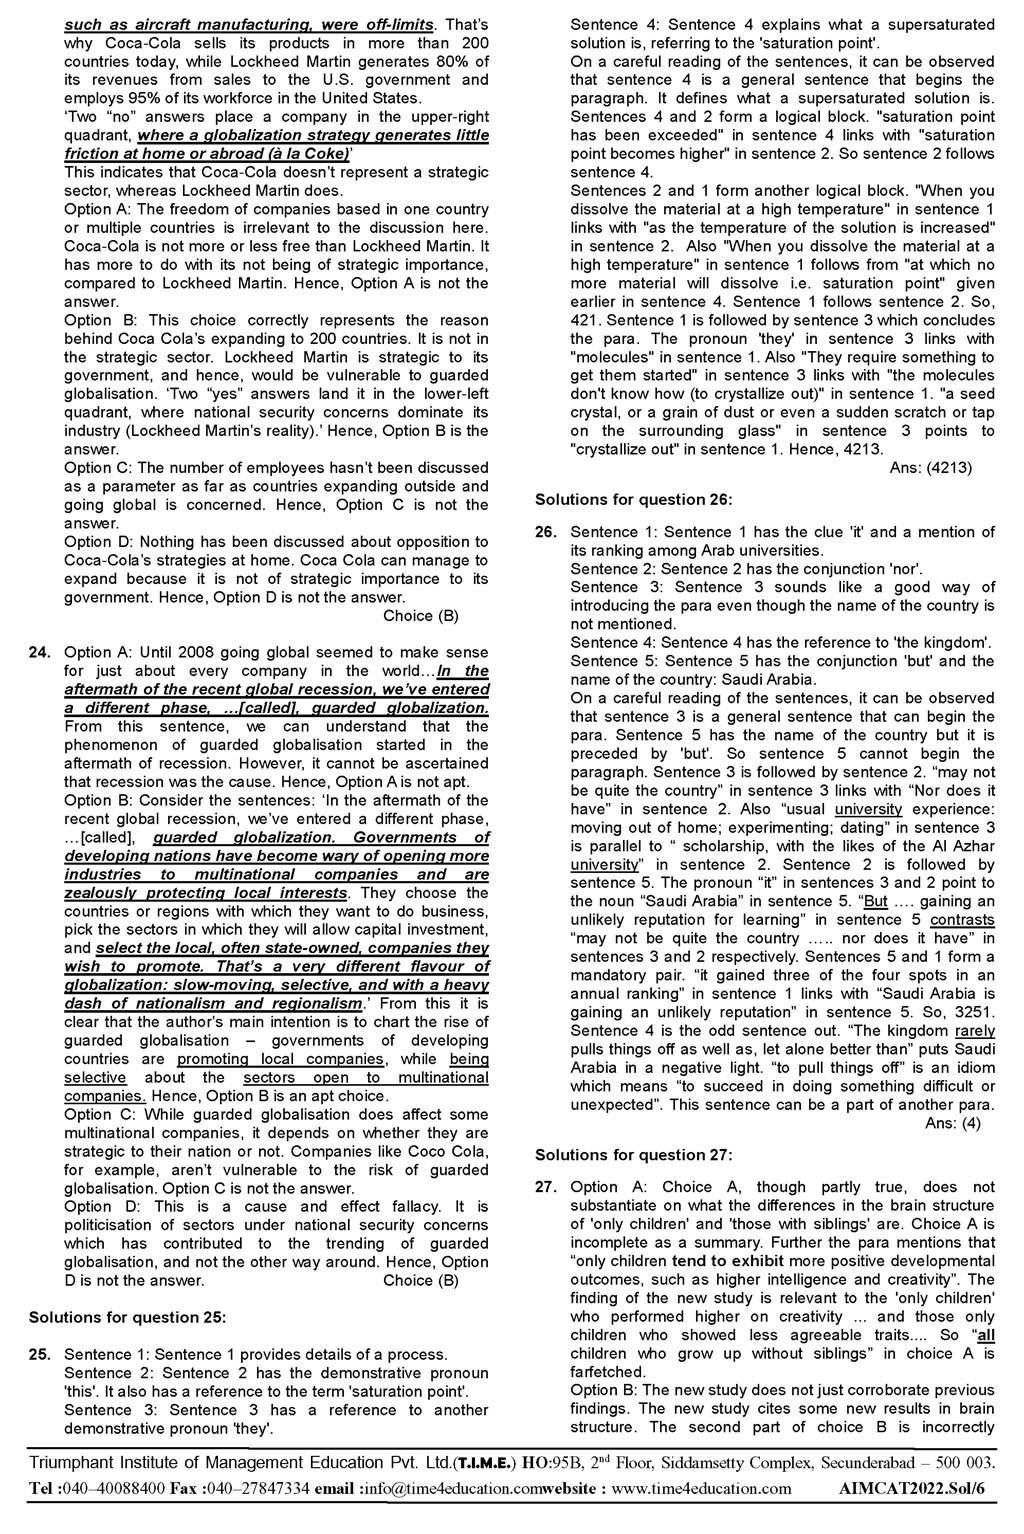 such as aircraft manufacturing, were off-limits. That's
why Coca-Cola sells its products in more than 200
countries today, while Lockheed Martin generates 80% of
its revenues from sales to the U.S. government and
employs 95% of its workforce in the United States.
‘Two “no” answers place a company in the upper-right
quadrant, where a globalization strategy generates little
friction at home or abroad (à la Coke)’
This indicates that Coca-Cola doesn't represent a strategic
sector, whereas Lockheed Martin does.
Option A: The freedom of companies based in one country
or multiple countries is irrelevant to the discussion here.
Coca-Cola is not more or less free than Lockheed Martin. It
has more to do with its not being of strategic importance,
compared to Lockheed Martin. Hence, Option A is not the
answer.
Option B: This choice correctly represents the reason
behind Coca Cola's expanding to 200 countries. It is not in
the strategic sector. Lockheed Martin is strategic to its
government, and hence, would be vulnerable to guarded
globalisation. ‘Two “yes” answers land it in the lower-left
quadrant, where national security concerns dominate its
industry (Lockheed Martin's reality).’ Hence, Option B is the
answer.
Option C: The number of employees hasn't been discussed
as a parameter as far as countries expanding outside and
going global is concerned. Hence, Option C is not the
answer.
Option D: Nothing has been discussed about opposition to
Coca-Cola's strategies at home. Coca Cola can manage to
expand because it is not of strategic importance to its
government. Hence, Option D is not the answer.
Choice (B)
24. Option A: Until 2008 going global seemed to make sense
for just about every company in the world…In the
aftermath of the recent global recession, we've entered
a different phase, …[called], guarded globalization.
From this sentence, we can understand that the
phenomenon of guarded globalisation started in the
aftermath of recession. However, it cannot be ascertained
that recession was the cause. Hence, Option A is not apt.
Option B: Consider the sentences: ‘In the aftermath of the
recent global recession, we've entered a different phase,
…[called], guarded globalization. Governments of
developing nations have become wary of opening more
industries to multinational companies and are
zealously protecting local interests. They choose the
countries or regions with which they want to do business,
pick the sectors in which they will allow capital investment,
and select the local, often state-owned, companies they
wish to promote. That's a very different flavour of
globalization: slow-moving, selective, and with a heavy
dash of nationalism and regionalism.’ From this it is
clear that the author's main intention is to chart the rise of
guarded globalisation – governments of developing
countries are promoting local companies, while being
selective about the sectors open to multinational
companies. Hence, Option B is an apt choice.
Option C: While guarded globalisation does affect some
multinational companies, it depends on whether they are
strategic to their nation or not. Companies like Coco Cola,
for example, aren't vulnerable to the risk of guarded
globalisation. Option C is not the answer.
Option D: This is a cause and effect fallacy. It is
politicisation of sectors under national security concerns
which has contributed to the trending of guarded
globalisation, and not the other way around. Hence, Option
D is not the answer. Choice (B)
Solutions for question 25:
25. Sentence 1: Sentence 1 provides details of a process.
Sentence 2: Sentence 2 has the demonstrative pronoun
'this'. It also has a reference to the term 'saturation point'.
Sentence 3: Sentence 3 has a reference to another
demonstrative pronoun 'they'.
Sentence 4: Sentence 4 explains what a supersaturated
solution is, referring to the 'saturation point'.
On a careful reading of the sentences, it can be observed
that sentence 4 is a general sentence that begins the
paragraph. It defines what a supersaturated solution is.
Sentences 4 and 2 form a logical block. "saturation point
has been exceeded" in sentence 4 links with "saturation
point becomes higher" in sentence 2. So sentence 2 follows
sentence 4.
Sentences 2 and 1 form another logical block. "When you
dissolve the material at a high temperature" in sentence 1
links with "as the temperature of the solution is increased"
in sentence 2. Also "When you dissolve the material at a
high temperature" in sentence 1 follows from "at which no
more material will dissolve i.e. saturation point" given
earlier in sentence 4. Sentence 1 follows sentence 2. So,
421. Sentence 1 is followed by sentence 3 which concludes
the para. The pronoun 'they' in sentence 3 links with
"molecules" in sentence 1. Also "They require something to
get them started" in sentence 3 links with "the molecules
don't know how (to crystallize out)" in sentence 1. "a seed
crystal, or a grain of dust or even a sudden scratch or tap
on the surrounding glass" in sentence 3 points to
"crystallize out" in sentence 1. Hence, 4213.
Ans: (4213)
Solutions for question 26:
26. Sentence 1: Sentence 1 has the clue 'it' and a mention of
its ranking among Arab universities.
Sentence 2: Sentence 2 has the conjunction 'nor'.
Sentence 3: Sentence 3 sounds like a good way of
introducing the para even though the name of the country is
not mentioned.
Sentence 4: Sentence 4 has the reference to 'the kingdom'.
Sentence 5: Sentence 5 has the conjunction 'but' and the
name of the country: Saudi Arabia.
On a careful reading of the sentences, it can be observed
that sentence 3 is a general sentence that can begin the
para. Sentence 5 has the name of the country but it is
preceded by 'but'. So sentence 5 cannot begin the
paragraph. Sentence 3 is followed by sentence 2. “may not
be quite the country” in sentence 3 links with “Nor does it
have” in sentence 2. Also “usual university experience:
moving out of home; experimenting; dating” in sentence 3
is parallel to “ scholarship, with the likes of the Al Azhar
university” in sentence 2. Sentence 2 is followed by
sentence 5. The pronoun “it” in sentences 3 and 2 point to
the noun “Saudi Arabia” in sentence 5. “But …. gaining an
unlikely reputation for learning” in sentence 5 contrasts
“may not be quite the country ….. nor does it have” in
sentences 3 and 2 respectively. Sentences 5 and 1 form a
mandatory pair. “it gained three of the four spots in an
annual ranking” in sentence 1 links with “Saudi Arabia is
gaining an unlikely reputation” in sentence 5. So, 3251.
Sentence 4 is the odd sentence out. “The kingdom rarely
pulls things off as well as, let alone better than” puts Saudi
Arabia in a negative light. “to pull things off” is an idiom
which means “to succeed in doing something difficult or
unexpected”. This sentence can be a part of another para.
Ans: (4)
Solutions for question 27:
27. Option A: Choice A, though partly true, does not
substantiate on what the differences in the brain structure
of 'only children' and 'those with siblings' are. Choice A is
incomplete as a summary. Further the para mentions that
“only children tend to exhibit more positive developmental
outcomes, such as higher intelligence and creativity”. The
finding of the new study is relevant to the 'only children'
who performed higher on creativity ... and those only
children who showed less agreeable traits.... So “all
children who grow up without siblings” in choice A is
farfetched.
Option B: The new study does not just corroborate previous
findings. The new study cites some new results in brain
structure. The second part of choice B is incorrectly
Triumphant Institute of Management Education Pvt. Ltd.(T.I.M.E.) HO:95B, 2nd Floor, Siddamsetty Complex, Secunderabad – 500 003.
Tel :040–40088400 Fax :040–27847334 email :info@time4education.comwebsite : www.time4education.com AIMCAT2022.Sol/6